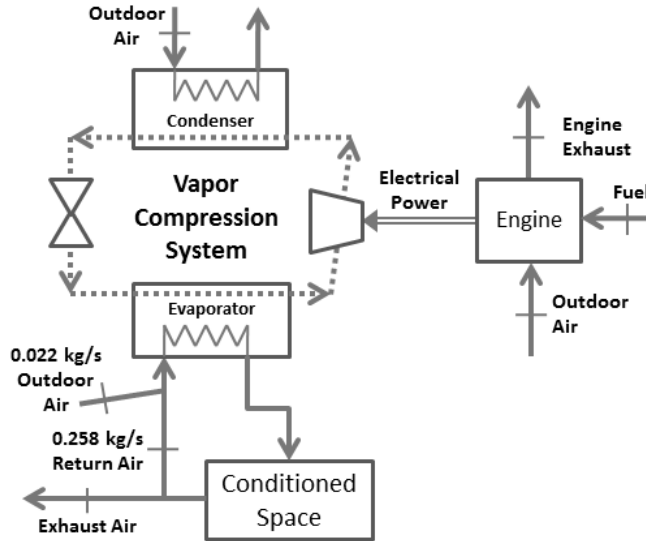 Outdoor
Air
Condenser
Engine
Exhaust
Vapor
Compression
System
Electrical
Power
Fuel
Engine
Evaporator
Outdoor
Air
0.022 kg/s
Outdoor
Air
0.258 kg/s
Return Air
Conditioned
Space
Exhaust Air